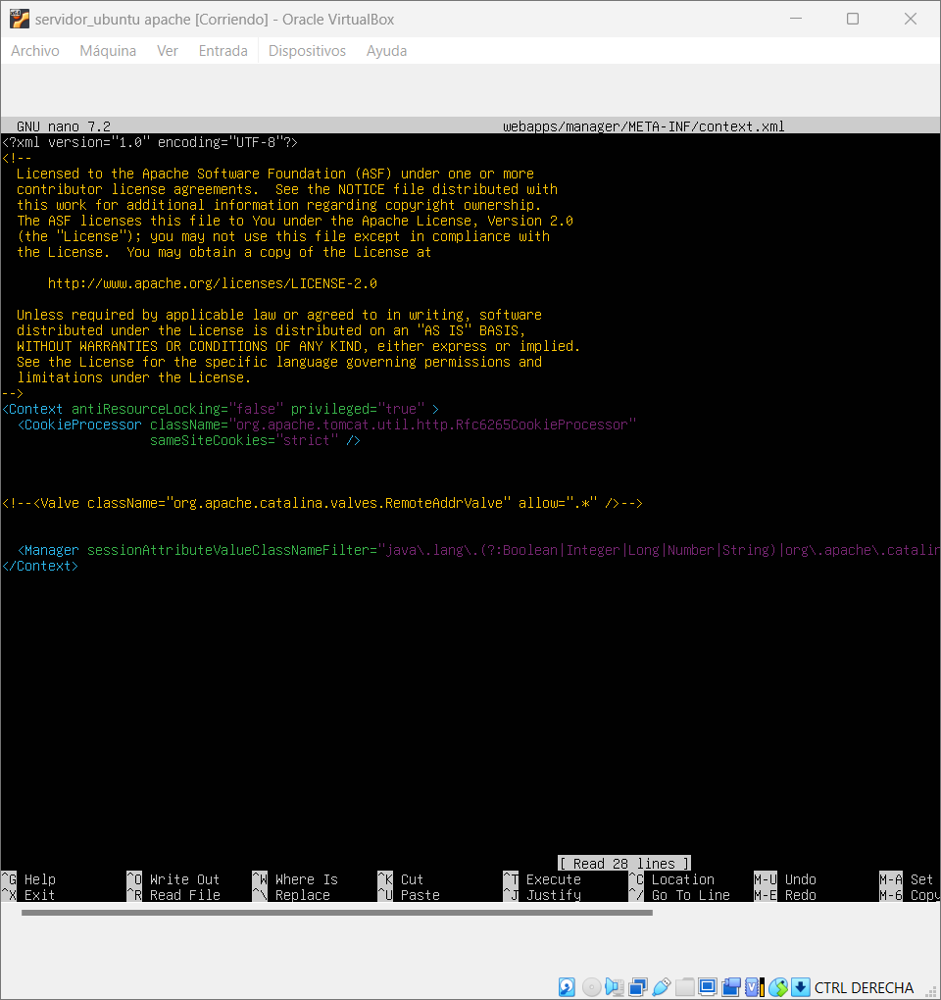 servidor_ubuntu apache [Corriendo] - Oracle VirtualBox
Archivo Máquina Ver Entrada Dispositivos Ayuda
GNU nano 7.2 webapps/manager/META-INF/context.xml
<?xml version="1.0" encoding="UTF-8"?>
<!--
  Licensed to the Apache Software Foundation (ASF) under one or more
  contributor license agreements.  See the NOTICE file distributed with
  this work for additional information regarding copyright ownership.
  The ASF licenses this file to You under the Apache License, Version 2.0
  (the "License"); you may not use this file except in compliance with
  the License.  You may obtain a copy of the License at
      http://www.apache.org/licenses/LICENSE-2.0
  Unless required by applicable law or agreed to in writing, software
  distributed under the License is distributed on an "AS IS" BASIS,
  WITHOUT WARRANTIES OR CONDITIONS OF ANY KIND, either express or implied.
  See the License for the specific language governing permissions and
  limitations under the License.
-->
<Context antiResourceLocking="false" privileged="true" >
  <CookieProcessor className="org.apache.tomcat.util.http.Rfc6265CookieProcessor"
                   sameSiteCookies="strict" />
<!--<Valve className="org.apache.catalina.valves.RemoteAddrValve" allow=".*" />-->
  <Manager sessionAttributeValueClassNameFilter="java\.lang\.(?:Boolean|Integer|Long|Number|String)|org\.apache\.catalin
</Context>
[ Read 28 lines ]
^G Help ^O Write Out ^W Where Is ^K Cut ^T Execute ^C Location M-U Undo M-A Set
^X Exit ^R Read File ^\ Replace ^U Paste ^J Justify ^/ Go To Line M-E Redo M-6 Copy
CTRL DERECHA